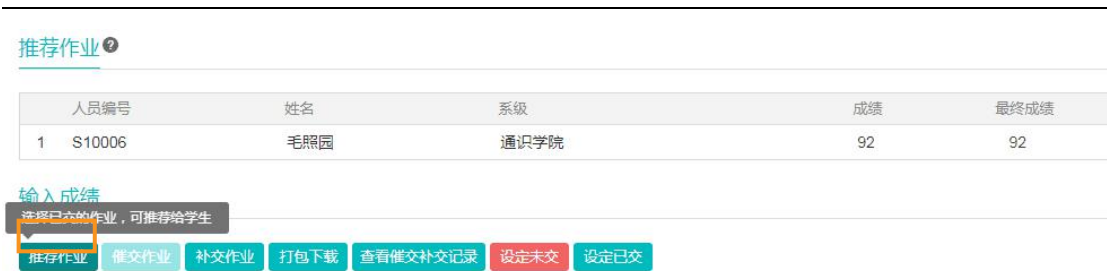 推荐作业?
人员编号 姓名 系级 成绩 最终成绩
1 S10006 毛照园 通识学院 92 92
输入成绩
选择已交的作业，可推荐给学生
推荐作业 催交作业 补交作业 打包下载 查看催交补交记录 设定未交 设定已交